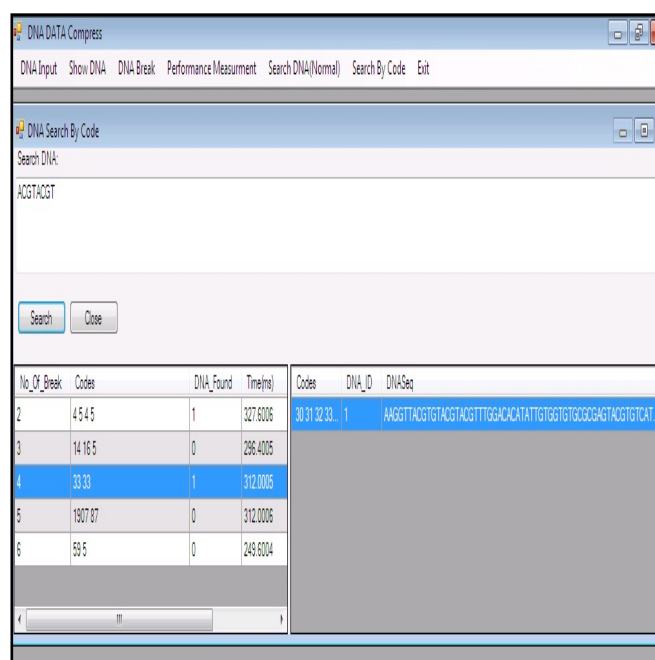 DNA DATA Compress
DNA Input Show DNA DNA Break Performance Measurment Search DNA(Normal) Search By Code Exit
DNA Search By Code
Search DNA:
ACGTACGT
Search Close
No_Of_Break Codes DNA_Found Time(ms) Codes DNA_ID DNASeq
2 4 5 4 5 1 327.6006 30 31 32 33... 1 AAGGTTACGTGTACGTACGTTTGGACACATATTGTGGTGTGCGCGAGTACGTGTCAT...
3 14 16 5 0 296.4005
4 33 33 1 312.0005
5 1907 87 0 312.0006
6 59 5 0 249.6004